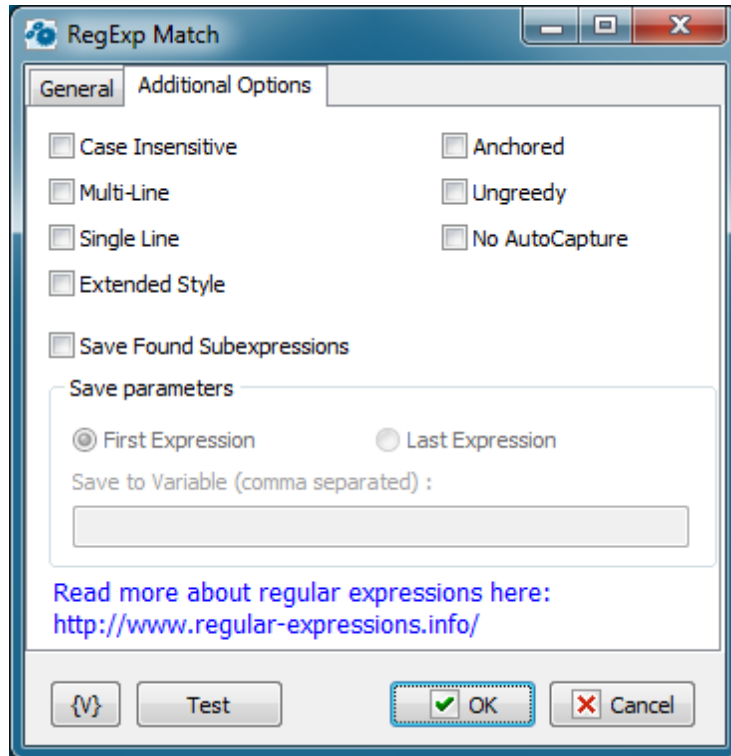 RegExp Match
General Additional Options
Case Insensitive Anchored
Multi-Line Ungreedy
Single Line No AutoCapture
Extended Style
Save Found Subexpressions
Save parameters
First Expression Last Expression
Save to Variable (comma separated) :
Read more about regular expressions here:
http://www.regular-expressions.info/
{V} Test OK Cancel